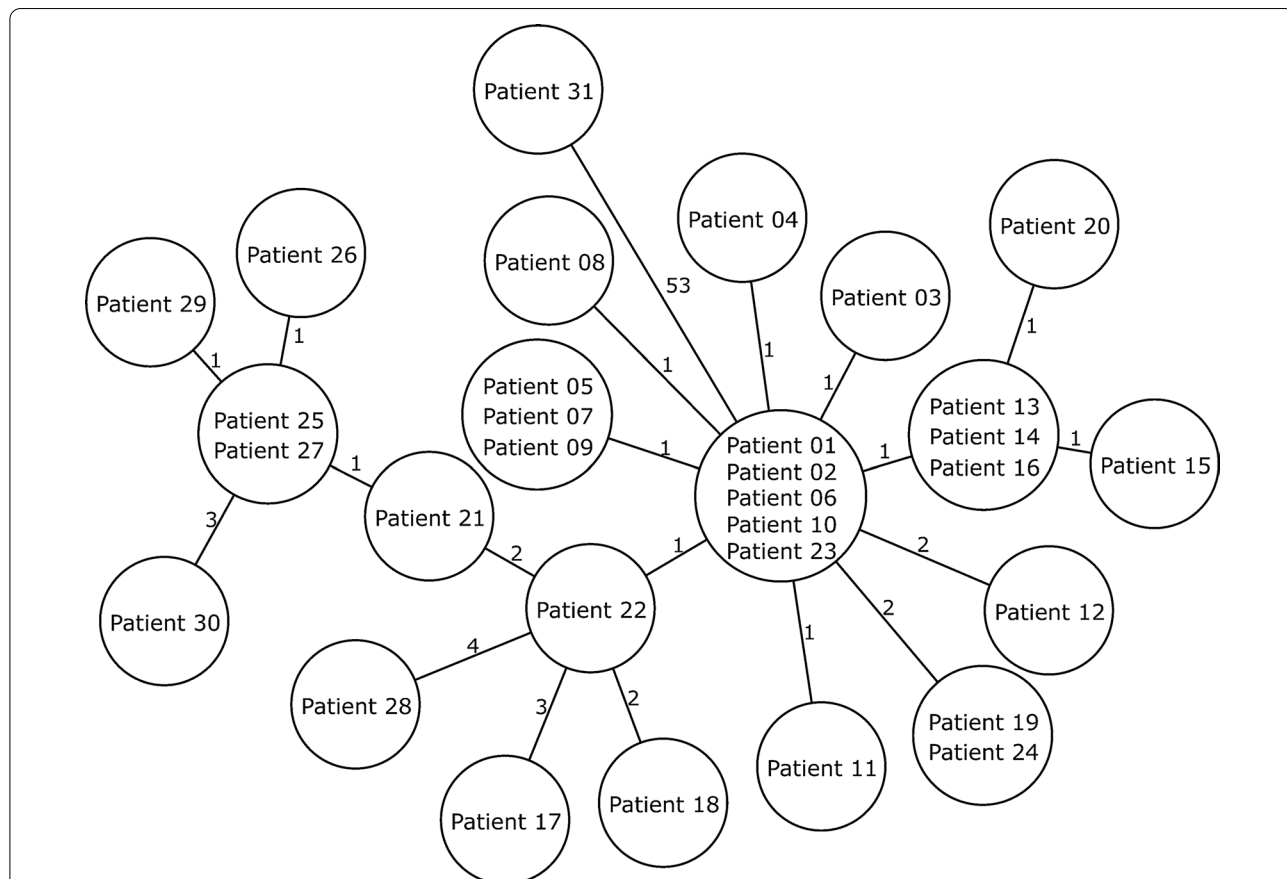 Patient 31
Patient 04
Patient 20
Patient 08
Patient 26
Patient 29
53
Patient 03
1
1
1
1
1
1
Patient 05
Patient 07
Patient 09
Patient 25
Patient 27
Patient 13
Patient 14
Patient 16
1
1
1
1
Patient 15
Patient 01
Patient 02
Patient 06
Patient 10
Patient 23
Patient 21
3
2
1
2
Patient 30
Patient 22
2
Patient 12
1
4
Patient 28
3
2
Patient 19
Patient 24
Patient 11
Patient 17
Patient 18